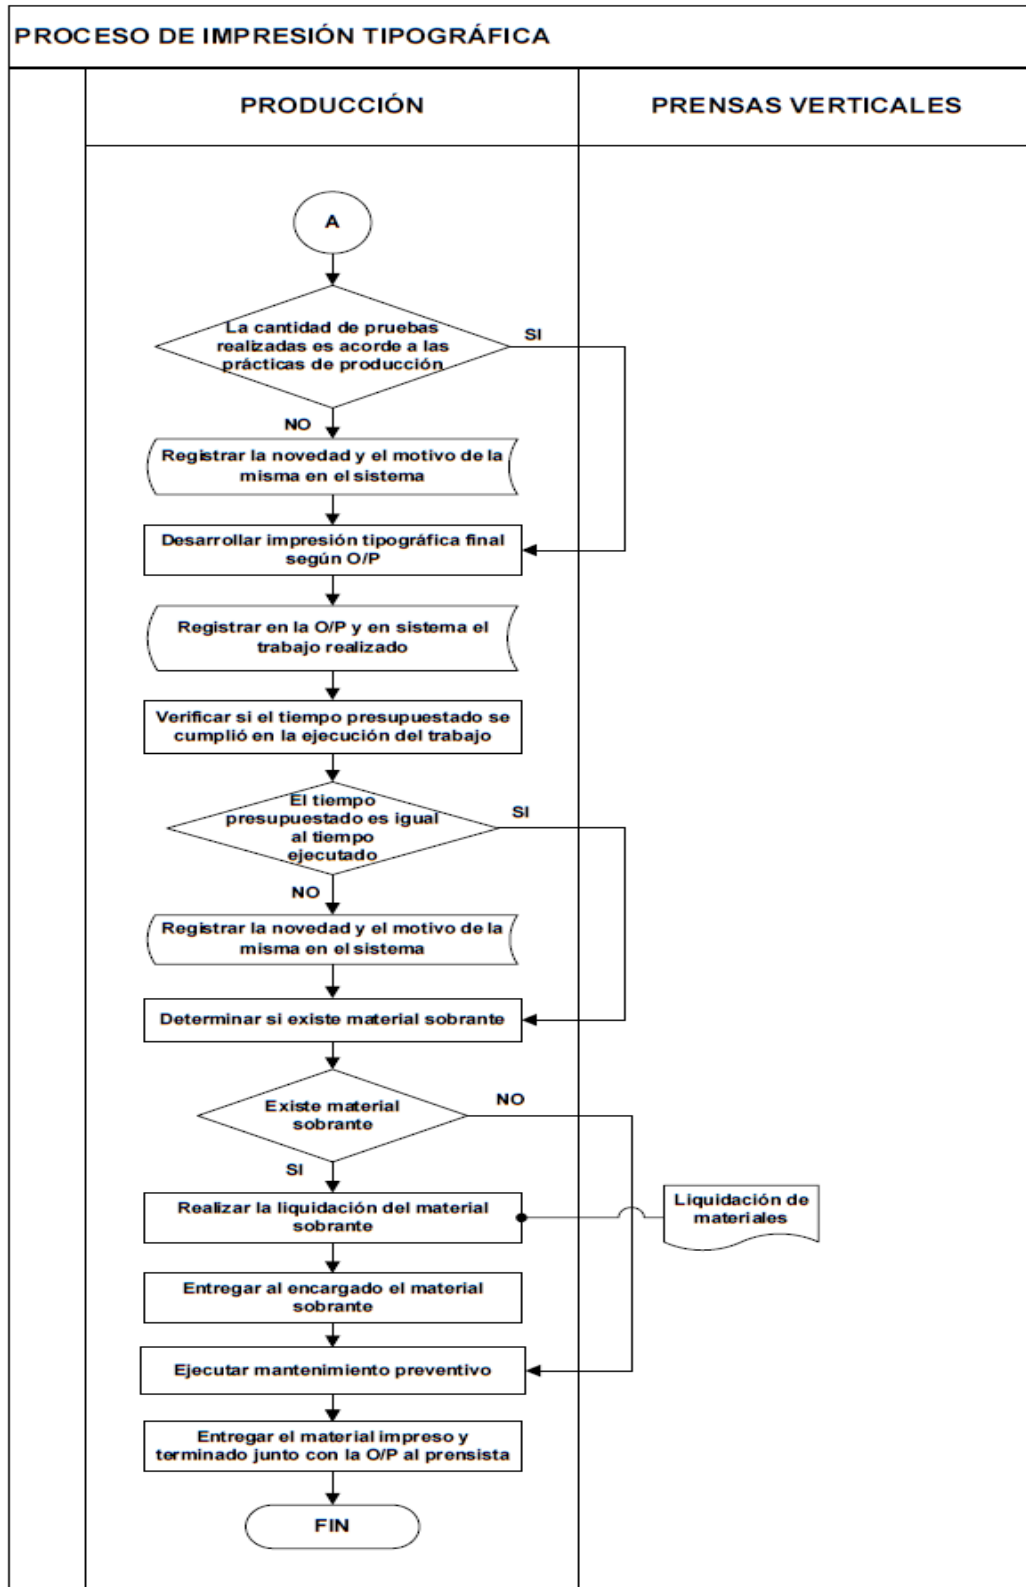 PROCESO DE IMPRESIÓN TIPOGRÁFICA
PRODUCCIÓN
PRENSAS VERTICALES
A
La cantidad de pruebas
realizadas es acorde a las
prácticas de producción
SI
NO
Registrar la novedad y el motivo de la
misma en el sistema
Desarrollar impresión tipográfica final
según O/P
Registrar en la O/P y en sistema el
trabajo realizado
Verificar si el tiempo presupuestado se
cumplió en la ejecución del trabajo
El tiempo
presupuestado es igual
al tiempo
ejecutado
SI
NO
Registrar la novedad y el motivo de la
misma en el sistema
Determinar si existe material sobrante
Existe material
sobrante
NO
SI
Realizar la liquidación del material
sobrante
Liquidación de
materiales
Entregar al encargado el material
sobrante
Ejecutar mantenimiento preventivo
Entregar el material impreso y
terminado junto con la O/P al prensista
FIN